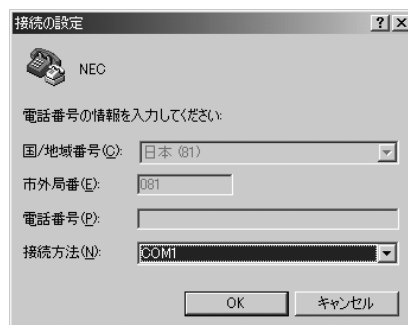 接続の設定
NEC
電話番号の情報を入力してください:
国/地域番号(C): 日本 (81)
市外局番(E): 081
電話番号(P):
接続方法(N): COM1
OK キャンセル